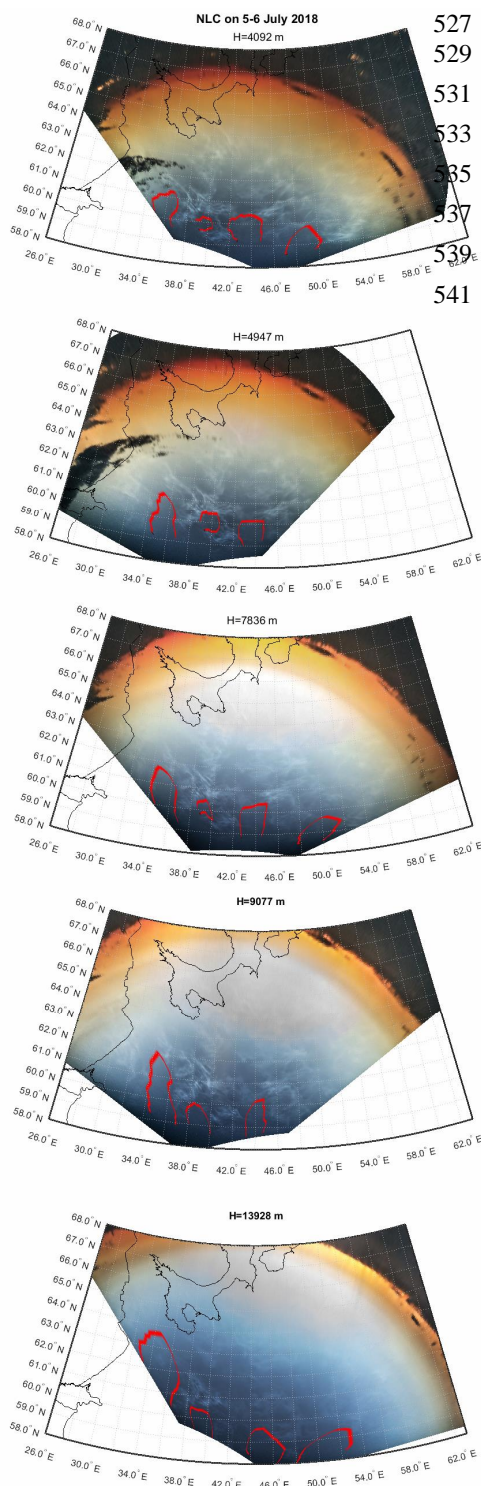 NLC on 5-6 July 2018
H=4092 m
527
529
531
533
535
537
539
541
68.0° N
67.0° N
66.0° N
65.0° N
64.0° N
63.0° N
62.0° N
61.0° N
60.0° N
59.0° N
58.0° N
26.0° E
30.0° E
34.0° E
38.0° E
42.0° E
46.0° E
50.0° E
54.0° E
58.0° E
62.0° E
H=4947 m
68.0° N
67.0° N
66.0° N
65.0° N
64.0° N
63.0° N
62.0° N
61.0° N
60.0° N
59.0° N
58.0° N
26.0° E
30.0° E
34.0° E
38.0° E
42.0° E
46.0° E
50.0° E
54.0° E
58.0° E
62.0° E
H=7836 m
68.0° N
67.0° N
66.0° N
65.0° N
64.0° N
63.0° N
62.0° N
61.0° N
60.0° N
59.0° N
58.0° N
26.0° E
30.0° E
34.0° E
38.0° E
42.0° E
46.0° E
50.0° E
54.0° E
58.0° E
62.0° E
H=9077 m
68.0° N
67.0° N
66.0° N
65.0° N
64.0° N
63.0° N
62.0° N
61.0° N
60.0° N
59.0° N
58.0° N
26.0° E
30.0° E
34.0° E
38.0° E
42.0° E
46.0° E
50.0° E
54.0° E
58.0° E
62.0° E
H=13928 m
68.0° N
67.0° N
66.0° N
65.0° N
64.0° N
63.0° N
62.0° N
61.0° N
60.0° N
59.0° N
58.0° N
26.0° E
30.0° E
34.0° E
38.0° E
42.0° E
46.0° E
50.0° E
54.0° E
58.0° E
62.0° E